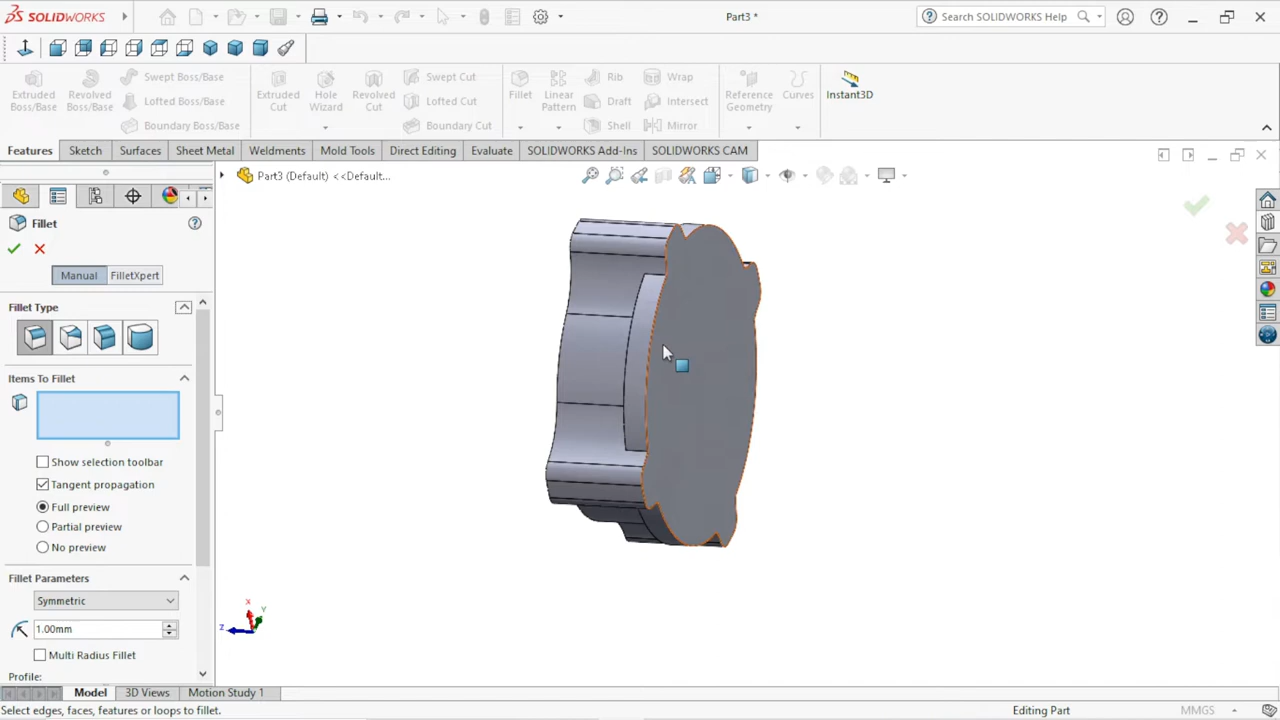 SOLIDWORKS
Part3 *
Search SOLIDWORKS Help
Extruded Boss/Base
Revolved Boss/Base
Swept Boss/Base
Lofted Boss/Base
Boundary Boss/Base
Extruded Cut
Hole Wizard
Revolved Cut
Swept Cut
Lofted Cut
Boundary Cut
Fillet
Linear Pattern
Rib
Draft
Shell
Wrap
Intersect
Mirror
Reference Geometry
Curves
Instant3D
Features Sketch Surfaces Sheet Metal Weldments Mold Tools Direct Editing Evaluate SOLIDWORKS Add-Ins SOLIDWORKS CAM
Part3 (Default) <<Default...
Fillet
Manual FilletXpert
Fillet Type
Items To Fillet
Show selection toolbar
Tangent propagation
Full preview
Partial preview
No preview
Fillet Parameters
Symmetric
1.00mm
Multi Radius Fillet
Profile:
X
Y
Z
Model 3D Views Motion Study 1
Select edges, faces, features or loops to fillet.
Editing Part
MMGS